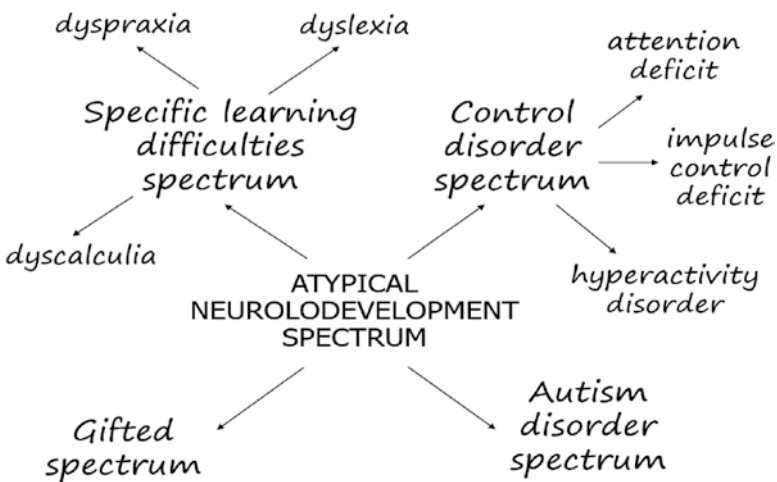 dyspraxia
dyslexia
attention
deficit
Specific learning
difficulties
spectrum
Control
disorder
spectrum
impulse
control
deficit
dyscalculia
hyperactivity
disorder
ATYPICAL
NEUROLODEVELOPMENT
SPECTRUM
Gifted
spectrum
Autism
disorder
spectrum